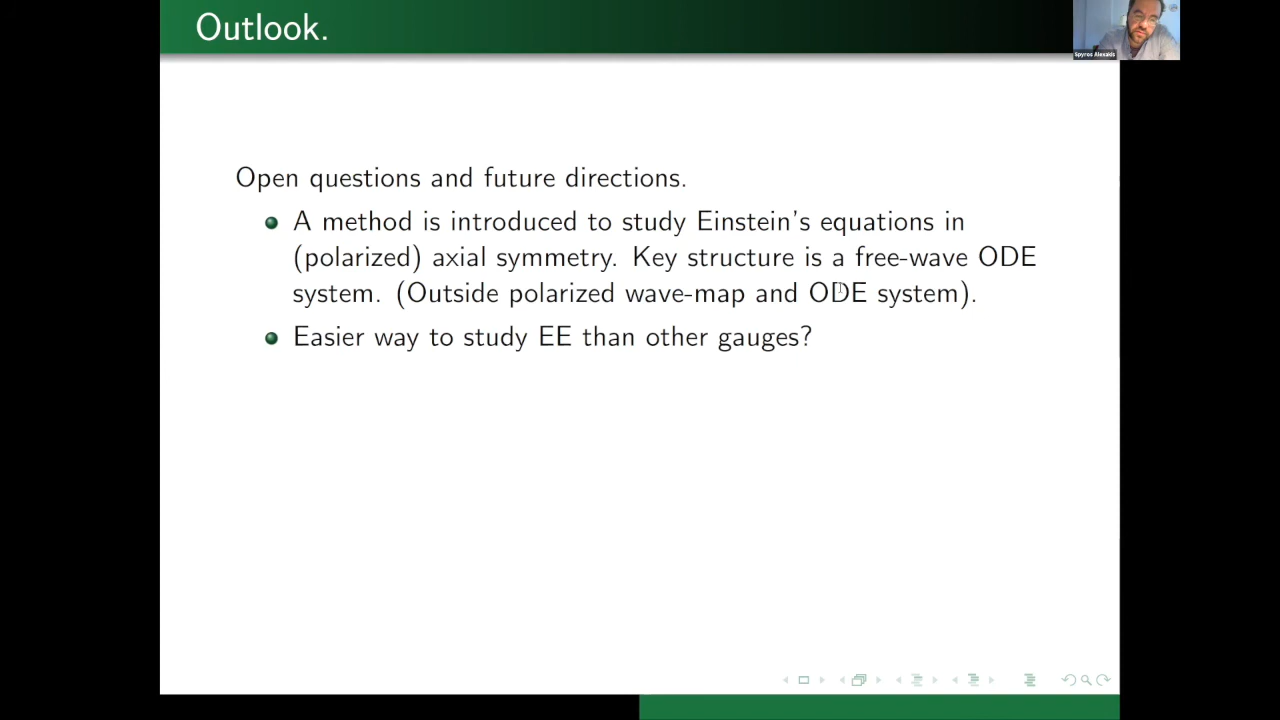 Outlook.
Spyros Alexakis
Open questions and future directions.
A method is introduced to study Einstein's equations in
(polarized) axial symmetry. Key structure is a free-wave ODE
system. (Outside polarized wave-map and ODE system).
Easier way to study EE than other gauges?